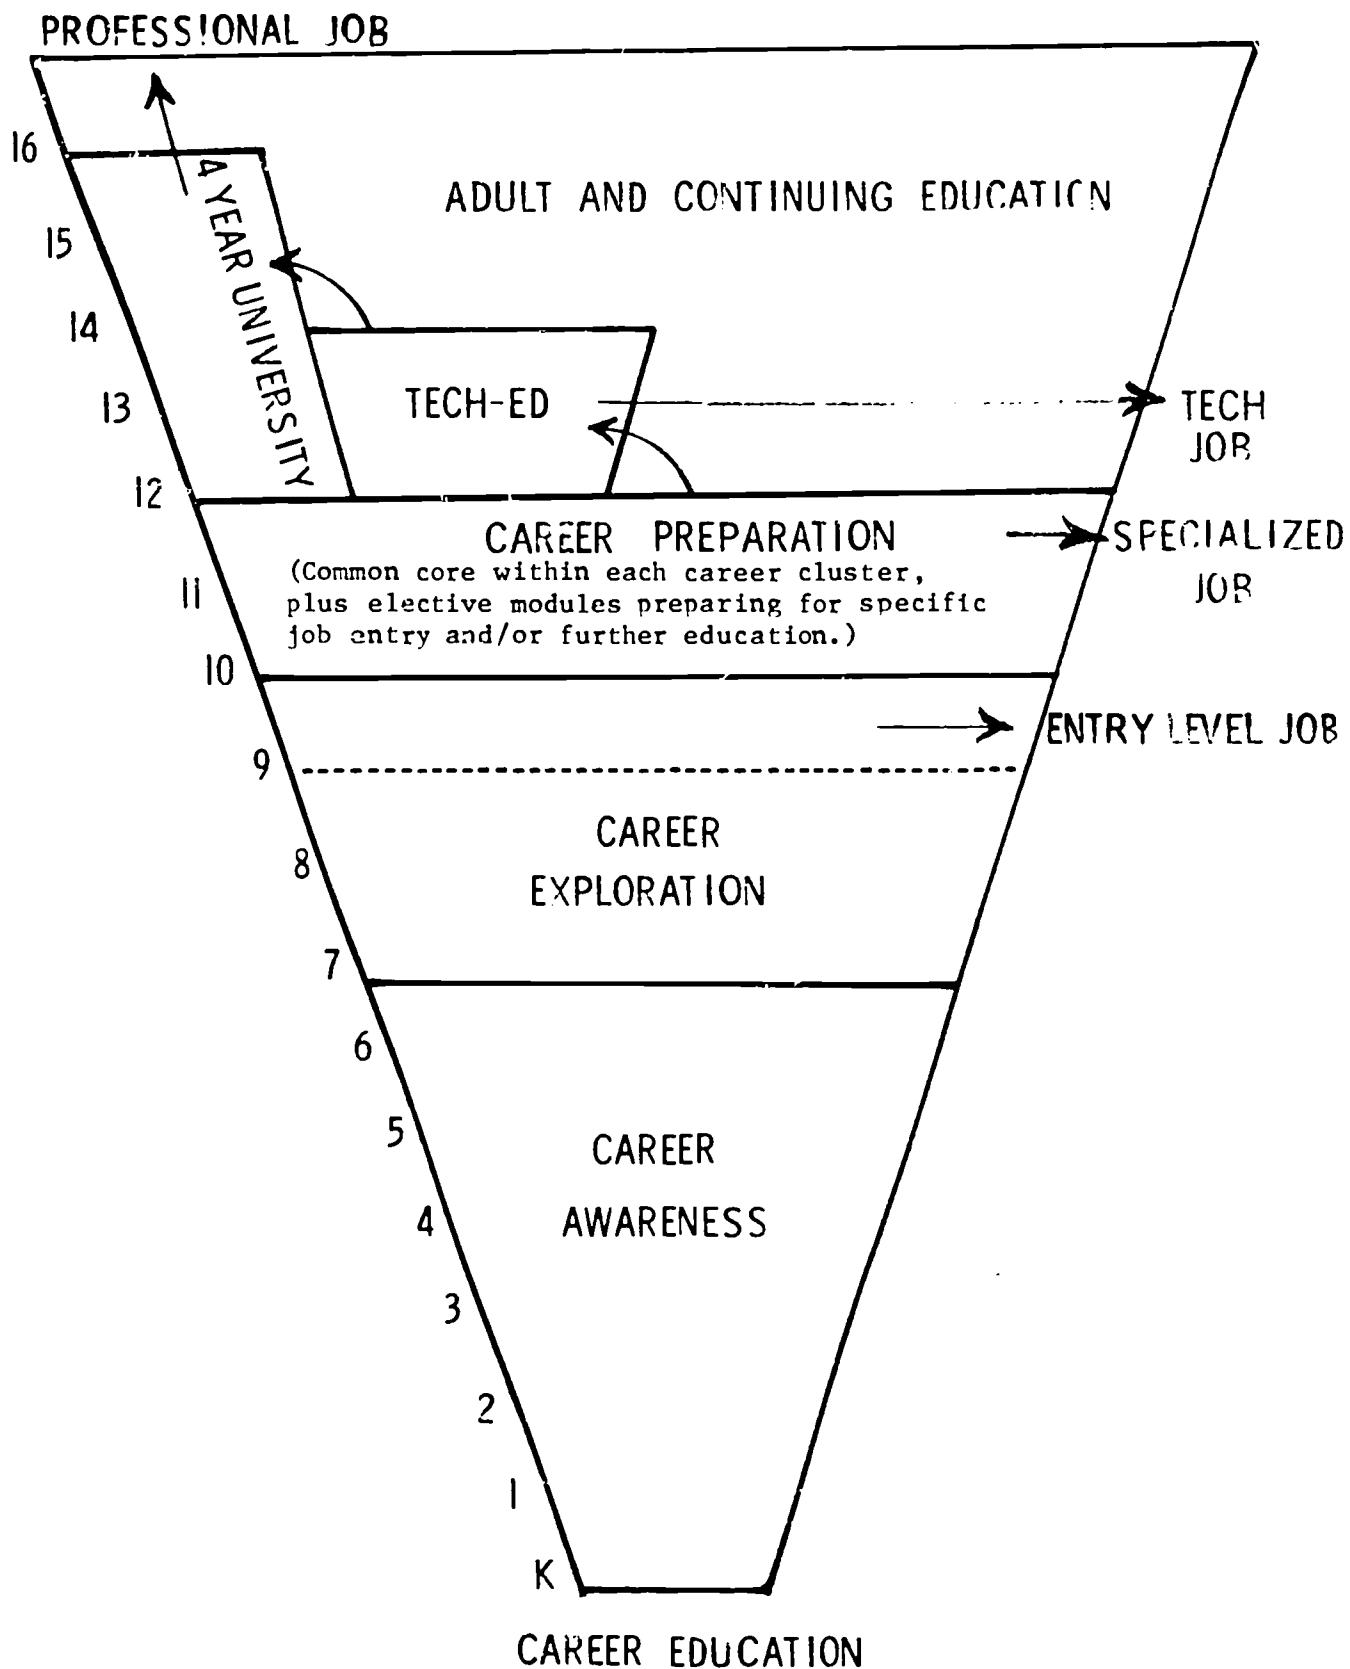 PROFESSIONAL JOB
16
4 YEAR UNIVERSITY
ADULT AND CONTINUING EDUCATION
15
14
13
TECH-ED
TECH
JOB
12
CAREER PREPARATION
SPECIALIZED
JOB
(Common core within each career cluster,
plus elective modules preparing for specific
job entry and/or further education.)
11
10
ENTRY LEVEL JOB
9
CAREER
EXPLORATION
8
7
6
5
CAREER
AWARENESS
4
3
2
1
K
CAREER EDUCATION